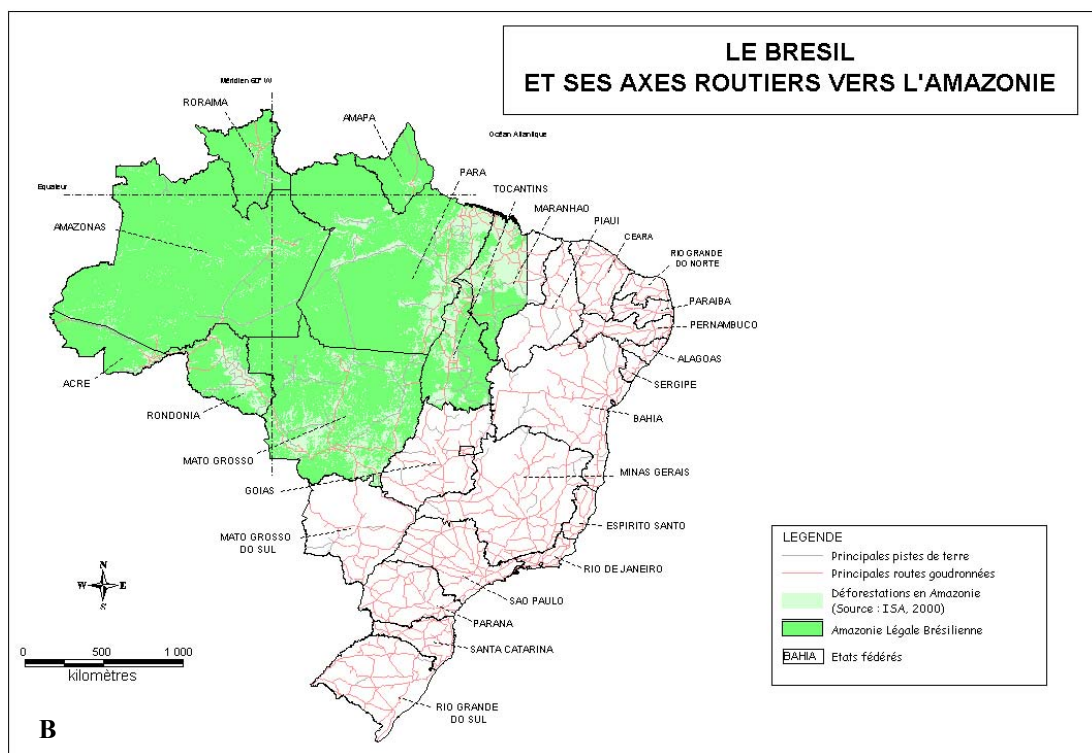 LE BRESIL
ET SES AXES ROUTIERS VERS L'AMAZONIE
Méridien 60° W
RORAIMA
AMAPA
Océan Atlantique
PARA
TOCANTINS
Equateur
MARANHAO
PIAUI
AMAZONAS
CEARA
RIO GRANDE
DO NORTE
PARAIBA
PERNAMBUCO
ALAGOAS
ACRE
SERGIPE
RONDONIA
BAHIA
MATO GROSSO
MINAS GERAIS
GOIAS
ESPIRITO SANTO
MATO GROSSO
DO SUL
RIO DE JANEIRO
SAO PAULO
PARANA
SANTA CATARINA
RIO GRANDE
DO SUL
N
W E
S
0 500 1 000
kilomètres
LEGENDE
Principales pistes de terre
Principales routes goudronnées
Déforestations en Amazonie
(Source : ISA, 2000)
Amazonie Légale Brésilienne
BAHIA Etats fédérés
B